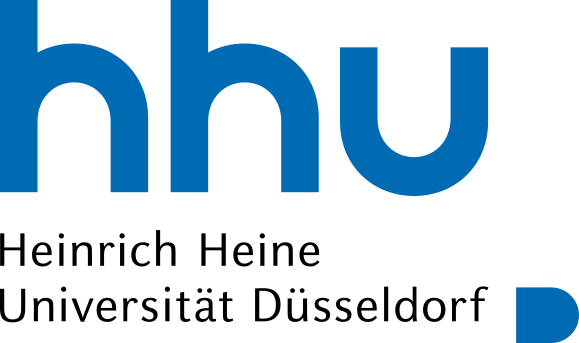 hhu
Heinrich Heine
Universität Düsseldorf